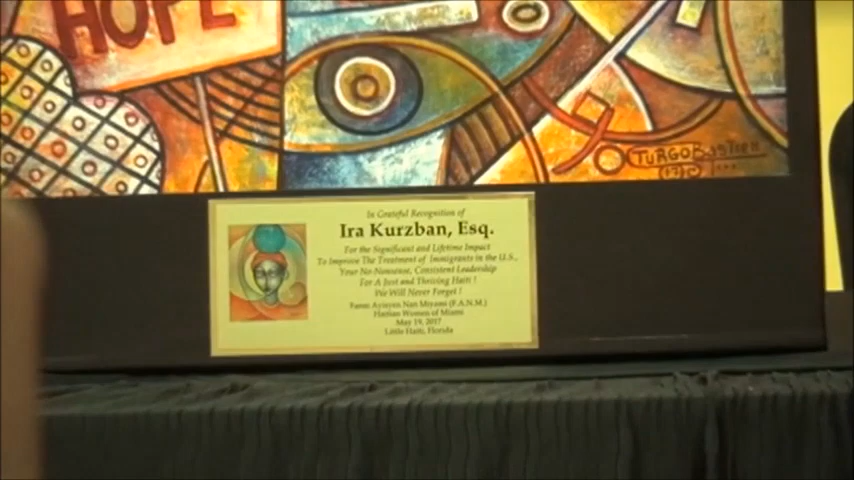 HOPE
TURGO Bastien
In Grateful Recognition of
Ira Kurzban, Esq.
For the Significant and Lifetime Impact
To Improve The Treatment of Immigrants in the U.S.,
Your No-Nonsense, Consistent Leadership
For A Just and Thriving Haiti !
We Will Never Forget !
Fanm Ayisyen Nan Miyami (F.A.N.M.)
Haitian Women of Miami
May 19, 2017
Little Haiti, Florida